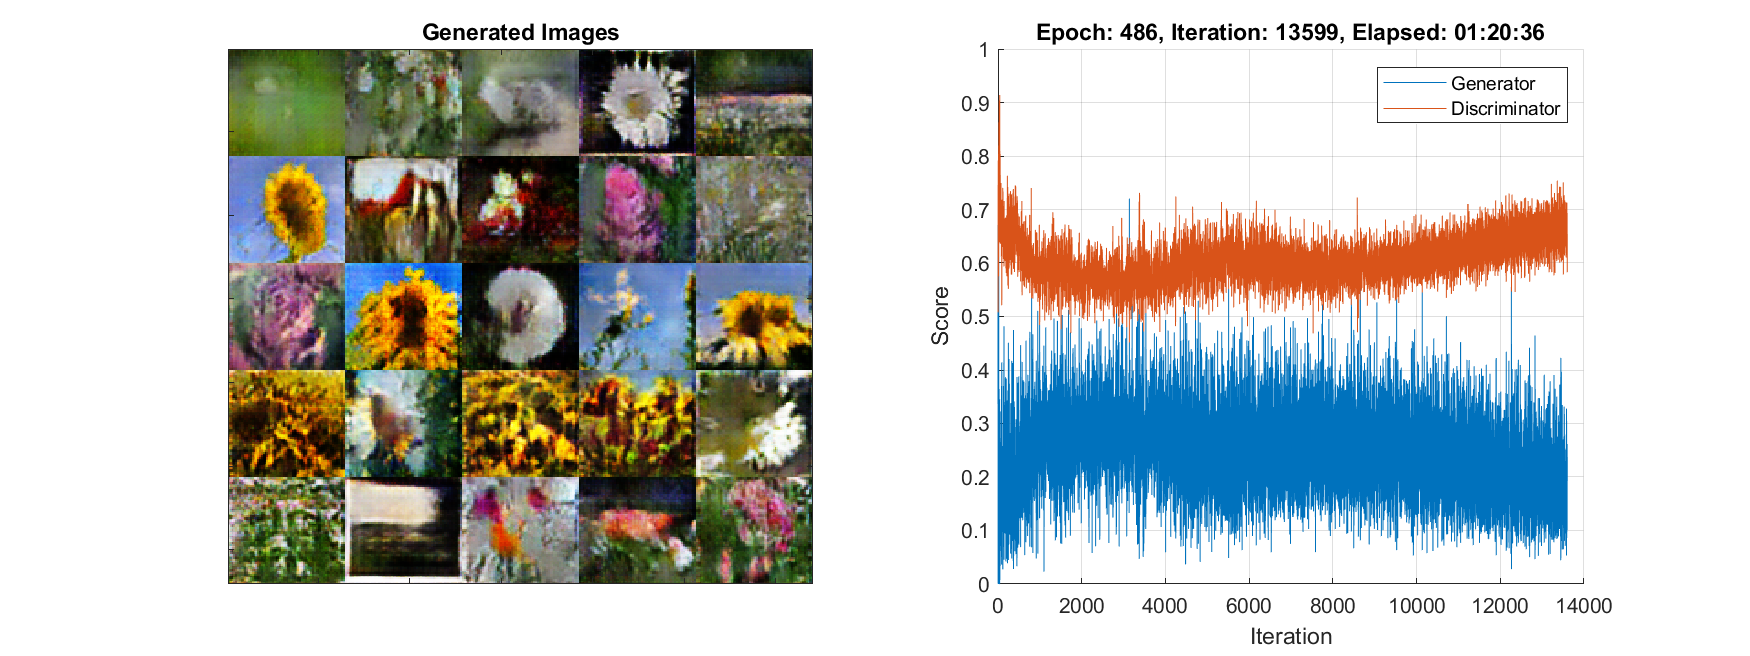 Generated Images
Epoch: 486, Iteration: 13599, Elapsed: 01:20:36
Generator
Discriminator
1
0.9
0.8
0.7
0.6
0.5
0.4
0.3
0.2
0.1
0
Score
0 2000 4000 6000 8000 10000 12000 14000
Iteration